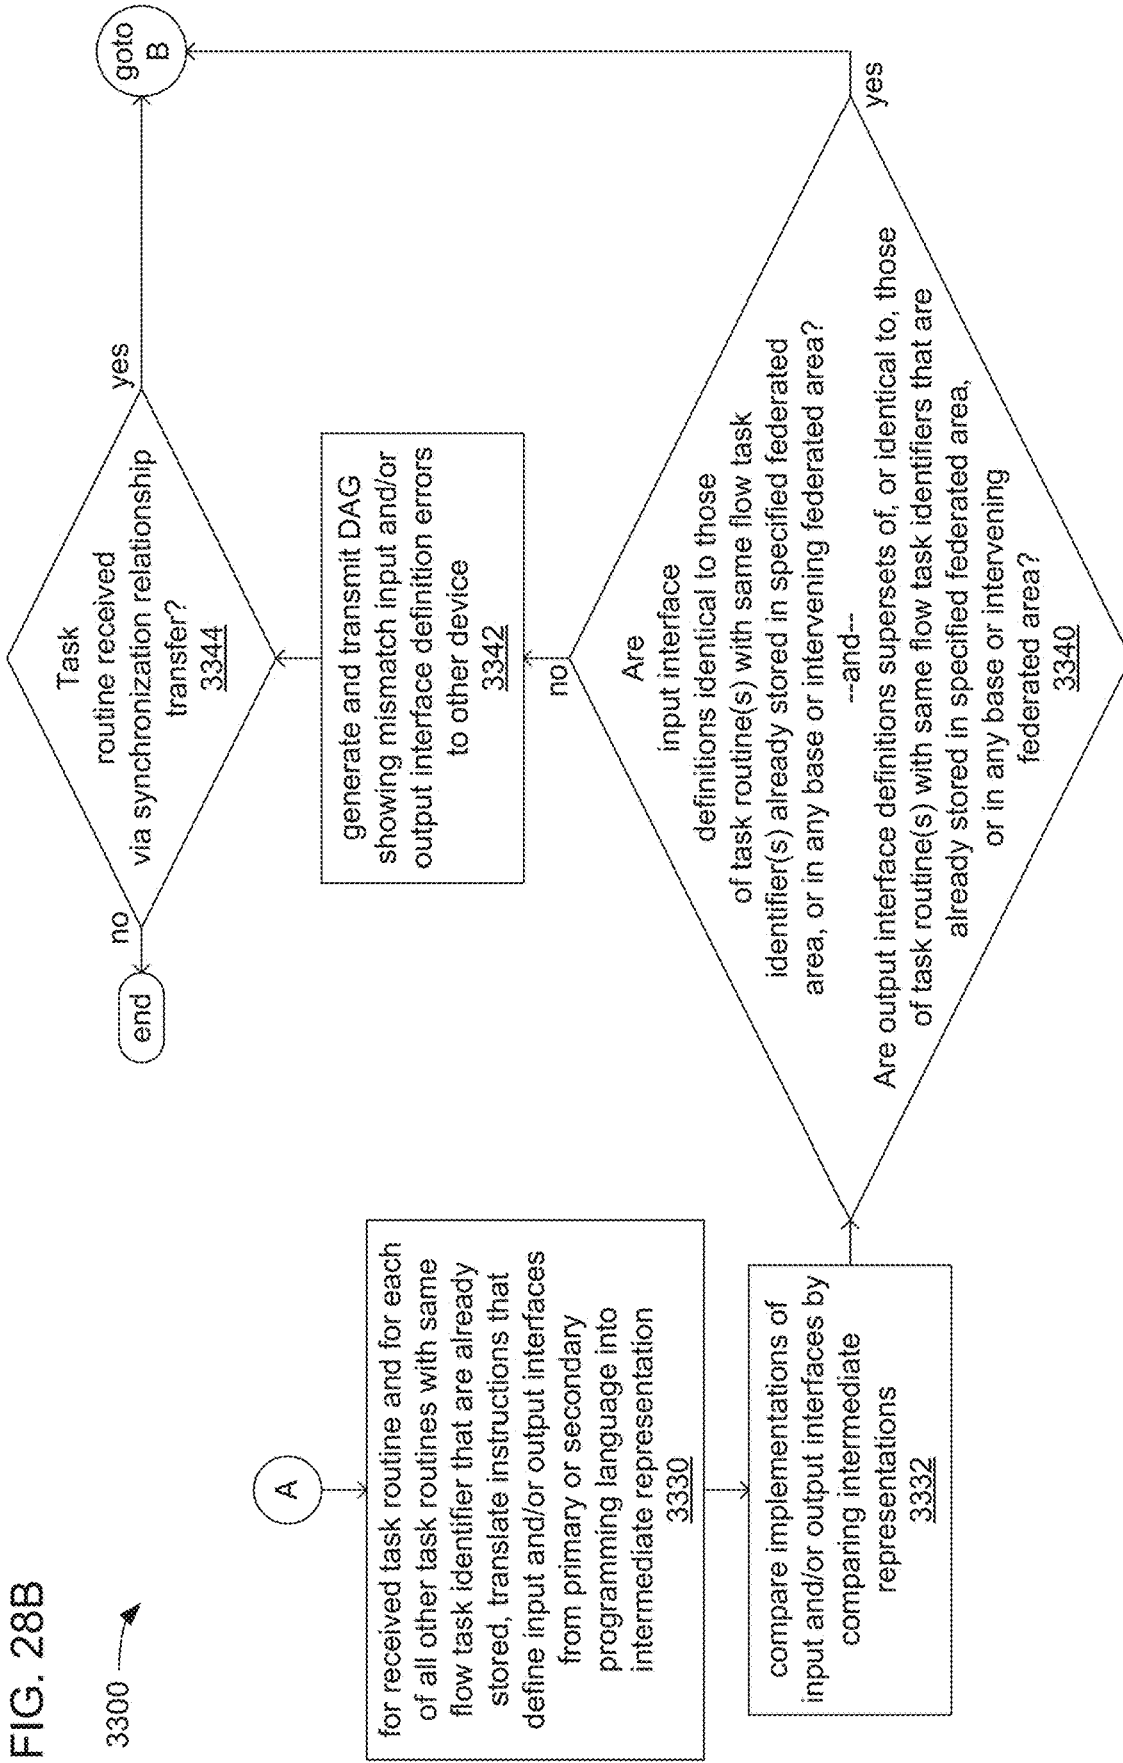 FIG. 28B
3300
A
for received task routine and for each
of all other task routines with same
flow task identifier that are already
stored, translate instructions that
define input and/or output interfaces
from primary or secondary
programming language into
intermediate representation
3330
compare implementations of
input and/or output interfaces by
comparing intermediate
representations
3332
Are
input interface
definitions identical to those
of task routine(s) with same flow task
identifier(s) already stored in specified federated
area, or in any base or intervening federated area?
--and--
Are output interface definitions supersets of, or identical to, those
of task routine(s) with same flow task identifiers that are
already stored in specified federated area,
or in any base or intervening
federated area?
3340
no
yes
generate and transmit DAG
showing mismatch input and/or
output interface definition errors
to other device
3342
Task
routine received
via synchronization relationship
transfer?
3344
no
yes
end
goto
B